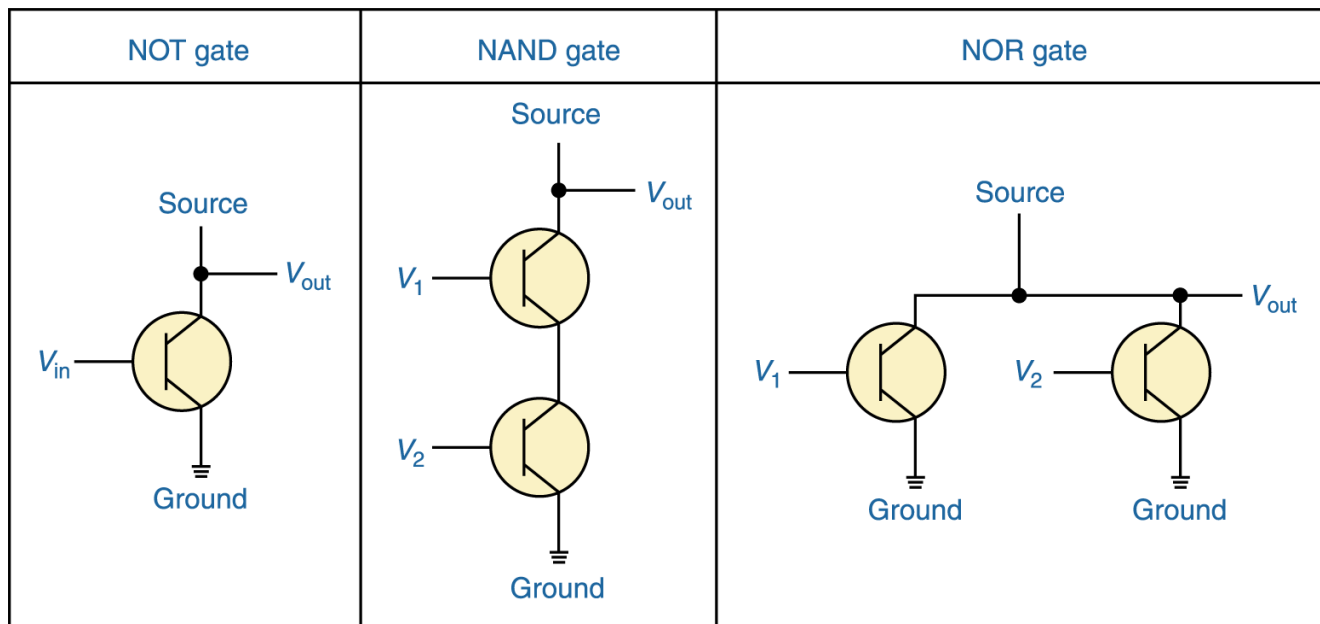 NOT gate
Source
Vout
Vin
Ground
NAND gate
Source
Vout
V1
V2
Ground
NOR gate
Source
Vout
V1
V2
Ground
Ground